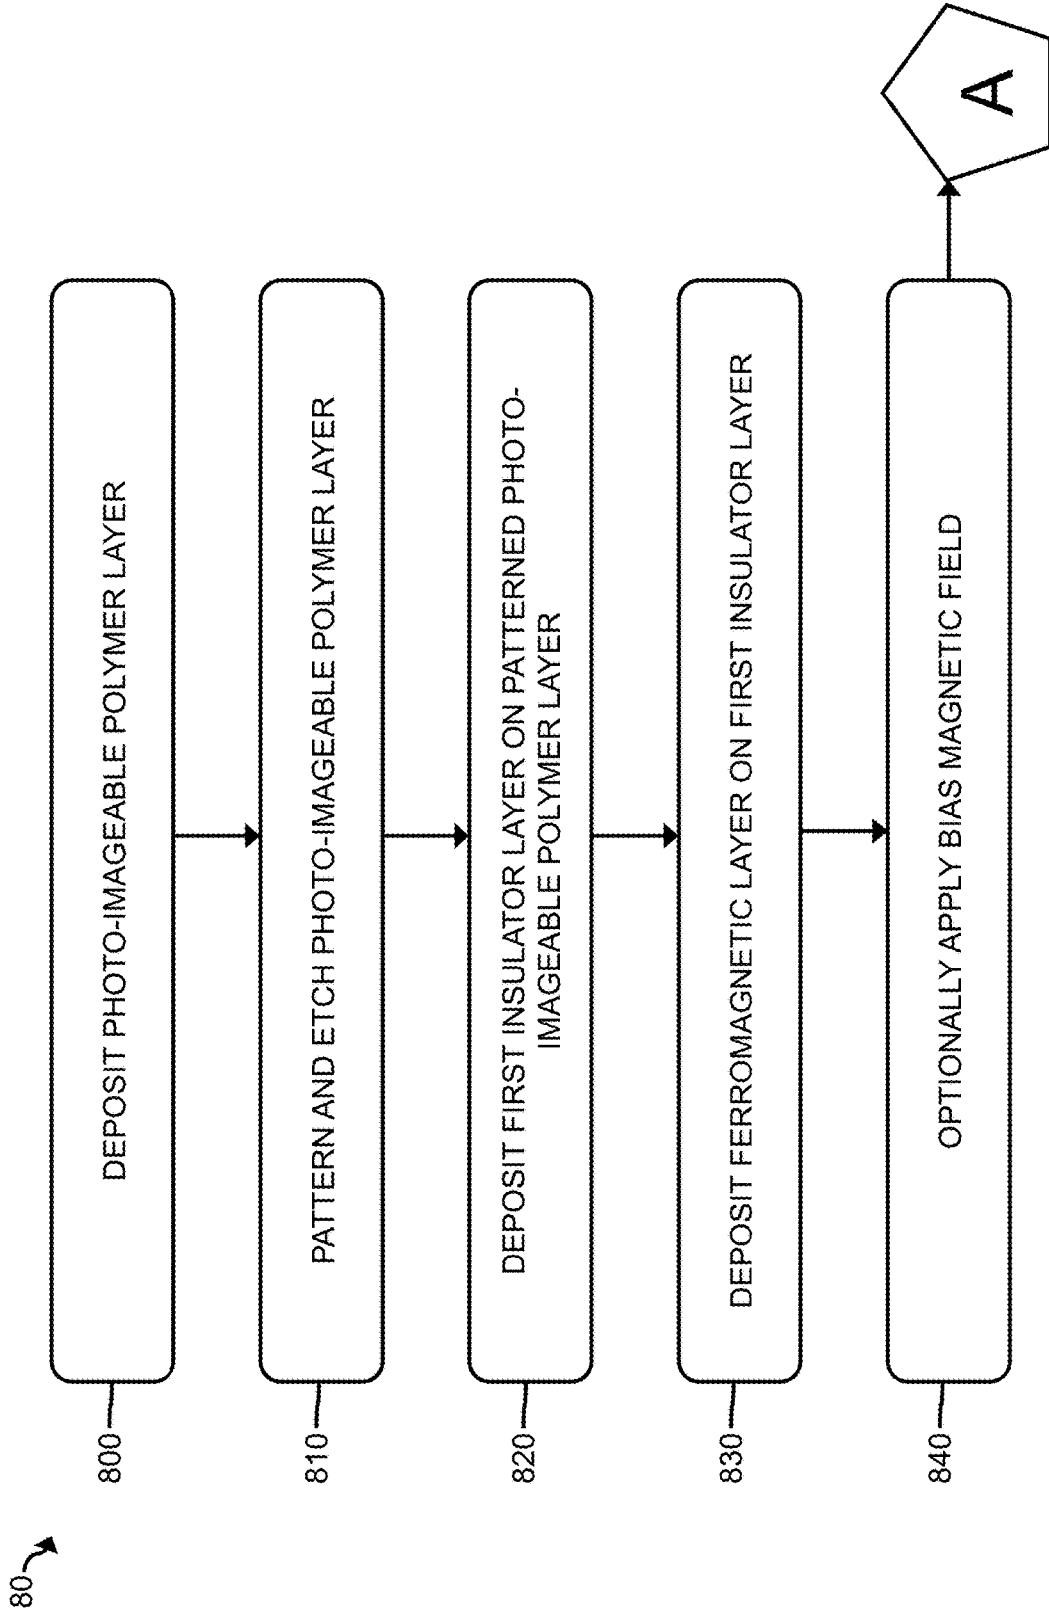 80
800
DEPOSIT PHOTO-IMAGEABLE POLYMER LAYER
810
PATTERN AND ETCH PHOTO-IMAGEABLE POLYMER LAYER
820
DEPOSIT FIRST INSULATOR LAYER ON PATTERNED PHOTO-
IMAGEABLE POLYMER LAYER
830
DEPOSIT FERROMAGNETIC LAYER ON FIRST INSULATOR LAYER
840
OPTIONALLY APPLY BIAS MAGNETIC FIELD
A